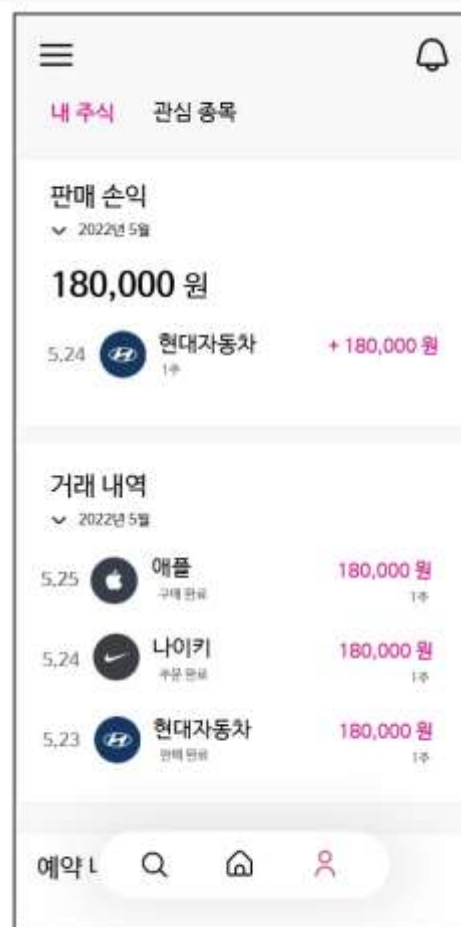 내 주식 관심 종목
판매 손익
2022년 5월
180,000 원
5.24 현대자동차 + 180,000 원
1주
거래 내역
2022년 5월
5.25 애플 180,000 원
구매 완료 1주
5.24 나이키 180,000 원
주문 완료 1주
5.23 현대자동차 180,000 원
판매 완료 1주
예약 ㄴ